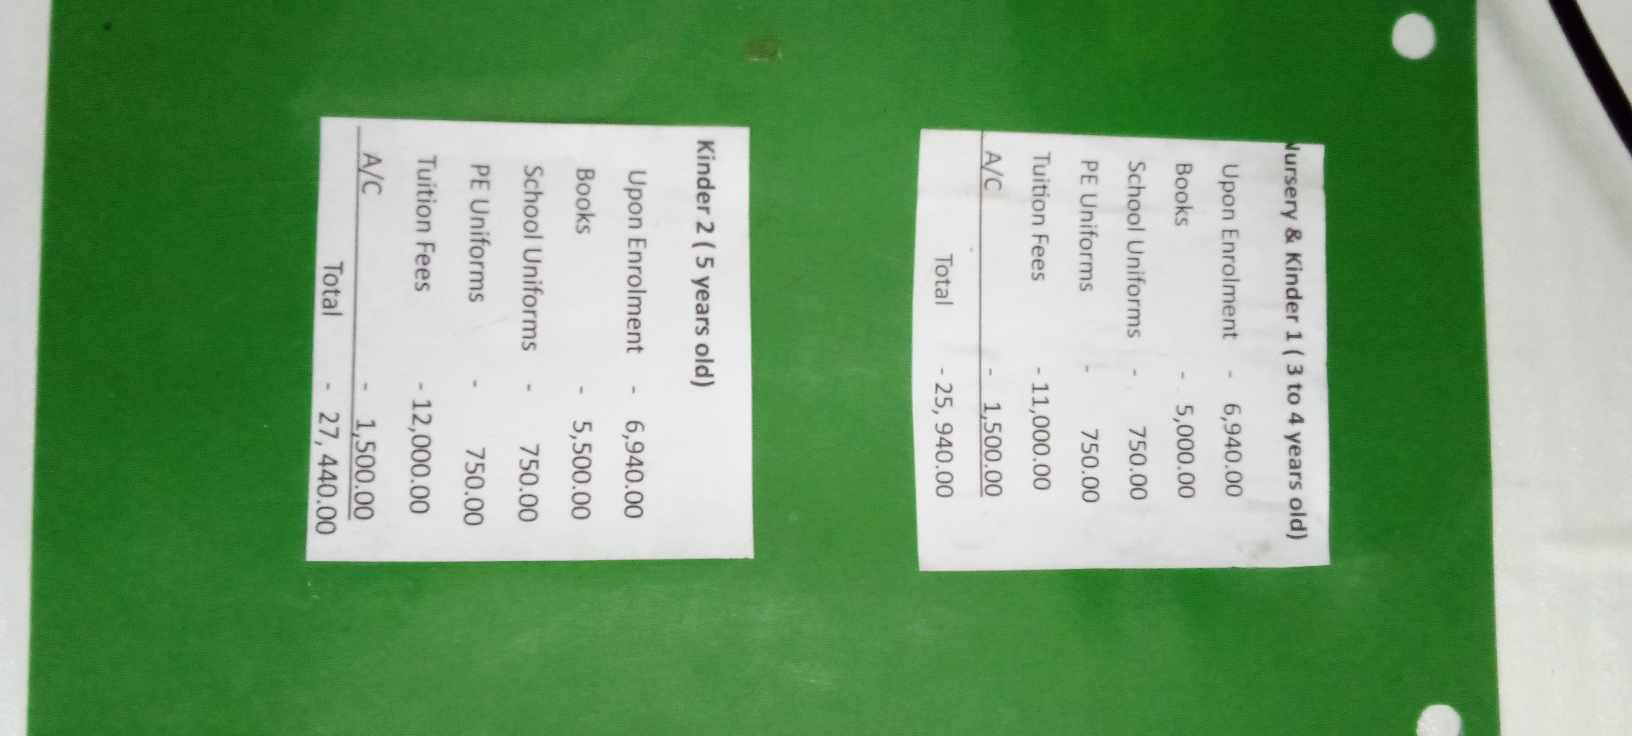 Nursery & Kinder 1 ( 3 to 4 years old)
Upon Enrolment - 6,940.00
Books - 5,000.00
School Uniforms - 750.00
PE Uniforms - 750.00
Tuition Fees - 11,000.00
A/C - 1,500.00
Total - 25, 940.00
Kinder 2 ( 5 years old)
Upon Enrolment - 6,940.00
Books - 5,500.00
School Uniforms - 750.00
PE Uniforms - 750.00
Tuition Fees - 12,000.00
A/C - 1,500.00
Total - 27, 440.00